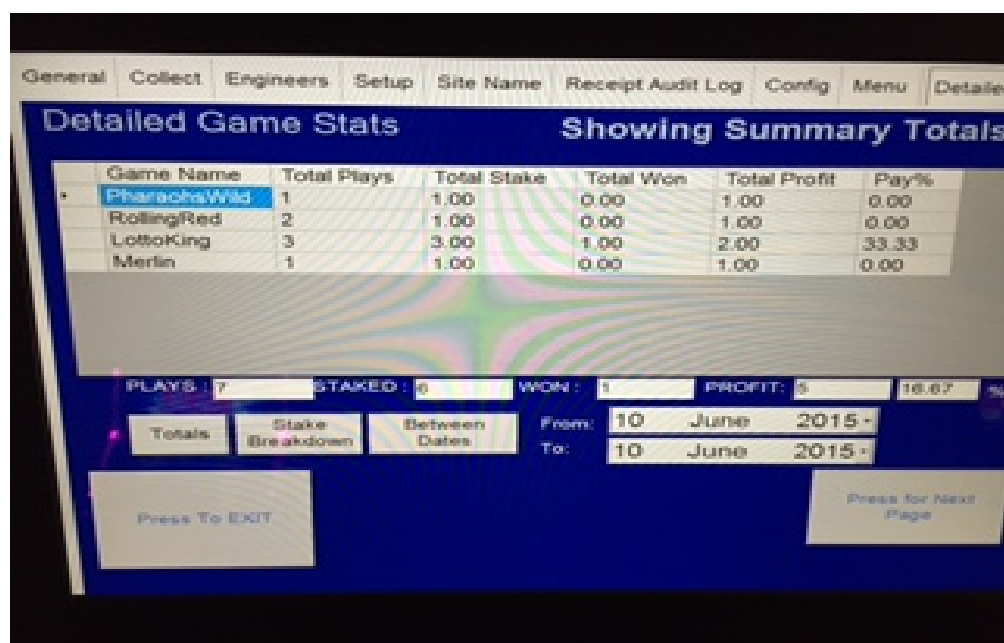 General Collect Engineers Setup Site Name Receipt Audit Log Config Menu Detaile
Detailed Game Stats Showing Summary Totals
Game Name Total Plays Total Stake Total Won Total Profit Pay%
PharaohsWild 1 1.00 0.00 1.00 0.00
RollingRed 2 1.00 0.00 1.00 0.00
LottoKing 3 3.00 1.00 2.00 33.33
Merlin 1 1.00 0.00 1.00 0.00
PLAYS : 7 STAKED : 6 WON : 1 PROFIT: 5 16.67 %
Totals Stake Breakdown Between Dates From: 10 June 2015
To: 10 June 2015
Press To EXIT Press for Next Page